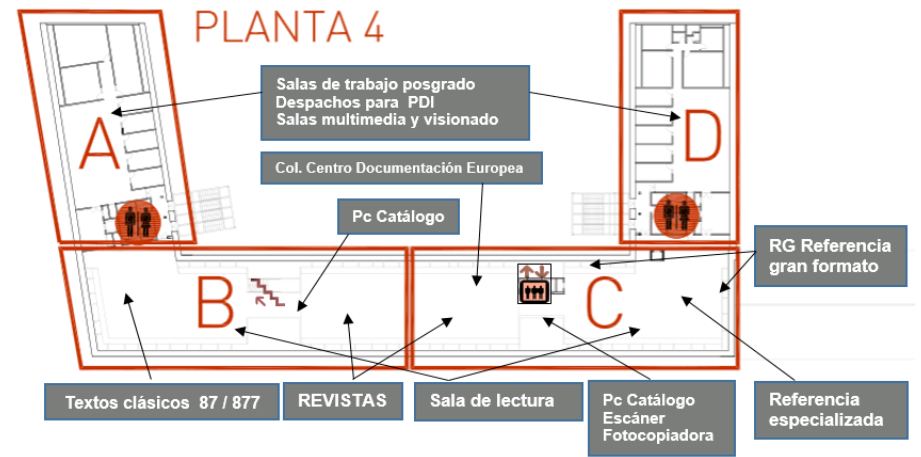 PLANTA 4
Salas de trabajo posgrado
Despachos para PDI
Salas multimedia y visionado
A
D
Col. Centro Documentación Europea
Pc Catálogo
RG Referencia
gran formato
B
C
Textos clásicos 87 / 877
REVISTAS
Sala de lectura
Pc Catálogo
Escáner
Fotocopiadora
Referencia
especializada